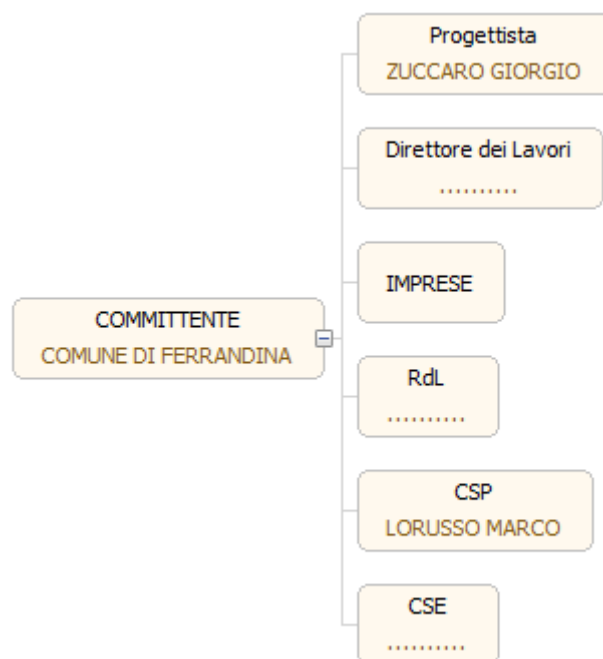 Progettista
ZUCCARO GIORGIO
Direttore dei Lavori
..........
IMPRESE
COMMITTENTE
COMUNE DI FERRANDINA
RdL
..........
CSP
LORUSSO MARCO
CSE
..........